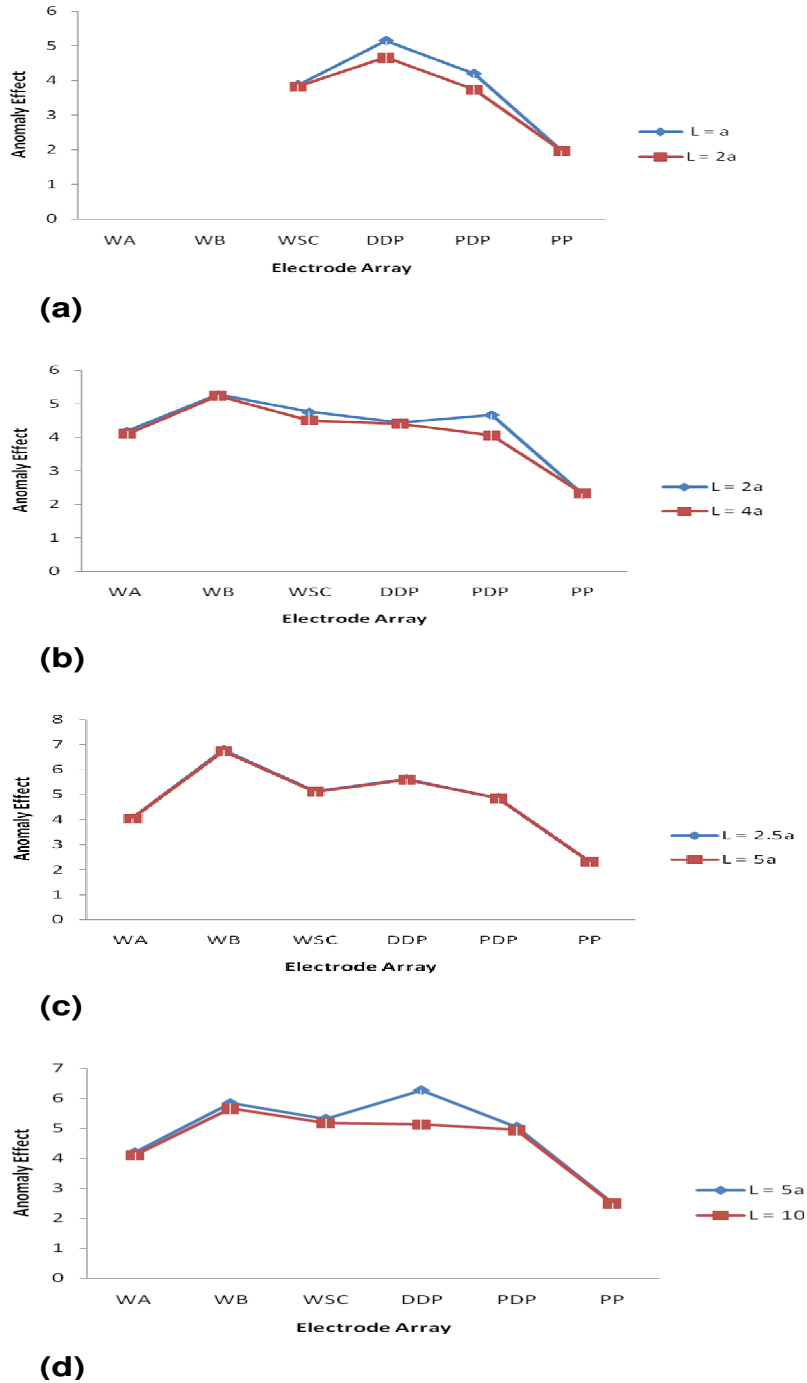 6
5
4
3
2
1
0
Anomaly Effect
WA WB WSC DDP PDP PP
Electrode Array
L = a
L = 2a
(a)
6
5
4
3
2
1
0
Anomaly Effect
WA WB WSC DDP PDP PP
Electrode Array
L = 2a
L = 4a
(b)
8
7
6
5
4
3
2
1
0
Anomaly Effect
WA WB WSC DDP PDP PP
Electrode Array
L = 2.5a
L = 5a
(c)
7
6
5
4
3
2
1
0
Anomaly Effect
WA WB WSC DDP PDP PP
Electrode Array
L = 5a
L = 10
(d)